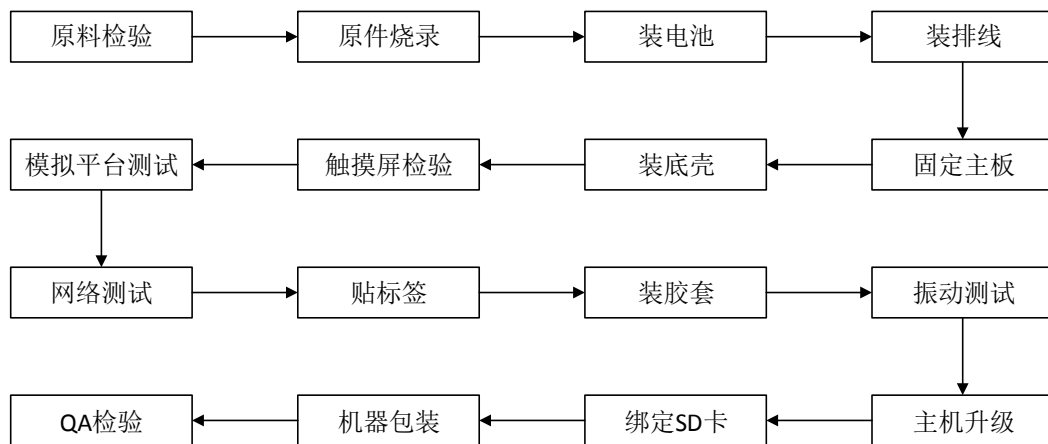 原料检验
原件烧录
装电池
装排线
固定主板
装底壳
触摸屏检验
模拟平台测试
网络测试
贴标签
装胶套
振动测试
主机升级
绑定SD卡
机器包装
QA检验